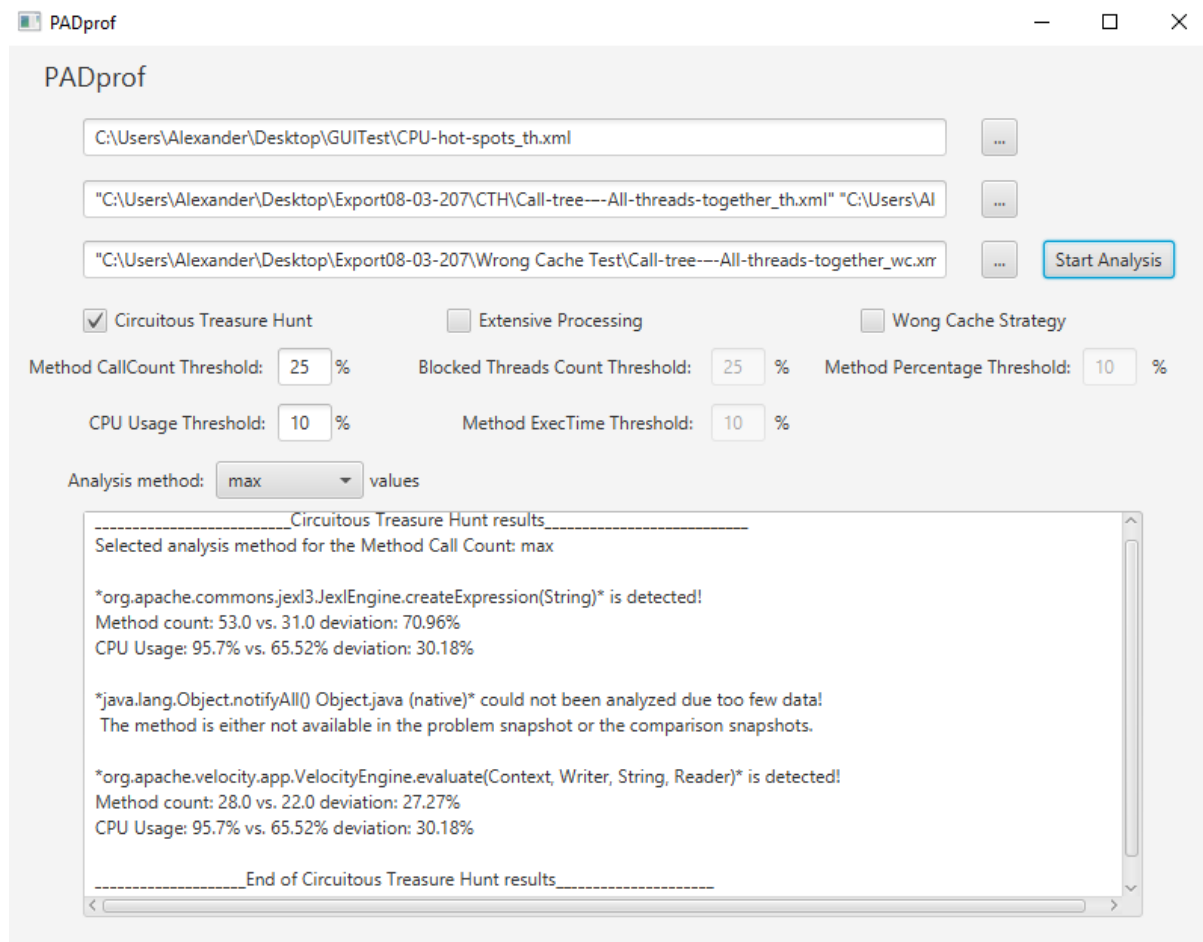 PADprof
PADprof
C:\Users\Alexander\Desktop\GUITest\CPU-hot-spots_th.xml
...
"C:\Users\Alexander\Desktop\Export08-03-207\CTH\Call-tree----All-threads-together_th.xml" "C:\Users\Al
...
"C:\Users\Alexander\Desktop\Export08-03-207\Wrong Cache Test\Call-tree----All-threads-together_wc.xm
...
Start Analysis
Circuitous Treasure Hunt Extensive Processing Wong Cache Strategy
Method CallCount Threshold: 25 % Blocked Threads Count Threshold: 25 % Method Percentage Threshold: 10 %
CPU Usage Threshold: 10 % Method ExecTime Threshold: 10 %
Analysis method: max values
__________________________Circuitous Treasure Hunt results___________________________
Selected analysis method for the Method Call Count: max
*org.apache.commons.jexl3.JexlEngine.createExpression(String)* is detected!
Method count: 53.0 vs. 31.0 deviation: 70.96%
CPU Usage: 95.7% vs. 65.52% deviation: 30.18%
*java.lang.Object.notifyAll() Object.java (native)* could not been analyzed due too few data!
The method is either not available in the problem snapshot or the comparison snapshots.
*org.apache.velocity.app.VelocityEngine.evaluate(Context, Writer, String, Reader)* is detected!
Method count: 28.0 vs. 22.0 deviation: 27.27%
CPU Usage: 95.7% vs. 65.52% deviation: 30.18%
____________________End of Circuitous Treasure Hunt results_____________________